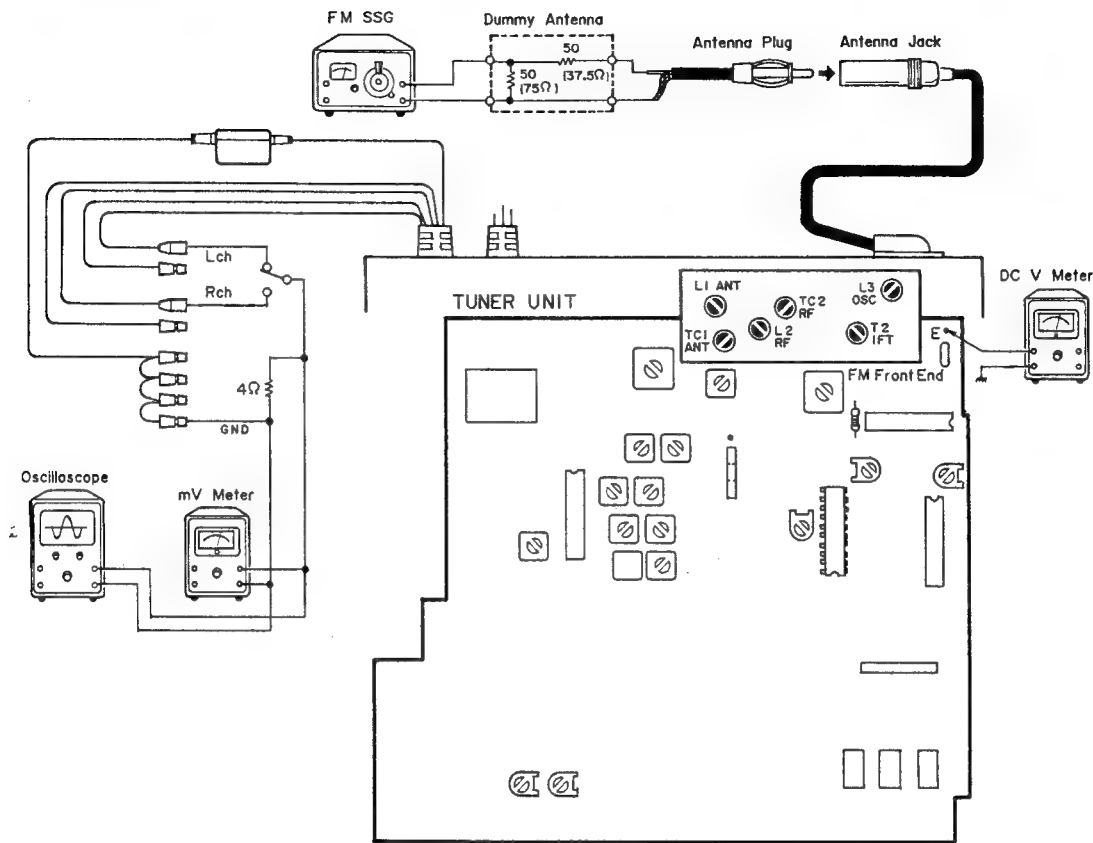 FM SSG
Dummy Antenna
Antenna Plug
Antenna Jack
50
(37.5Ω)
50
(75Ω)
Lch
Rch
4Ω
GND
Oscilloscope
mV Meter
TUNER UNIT
L1 ANT
TC2
RF
L3
OSC
TC1
ANT
L2
RF
T2
IFT
FM Front End
E
DC V Meter